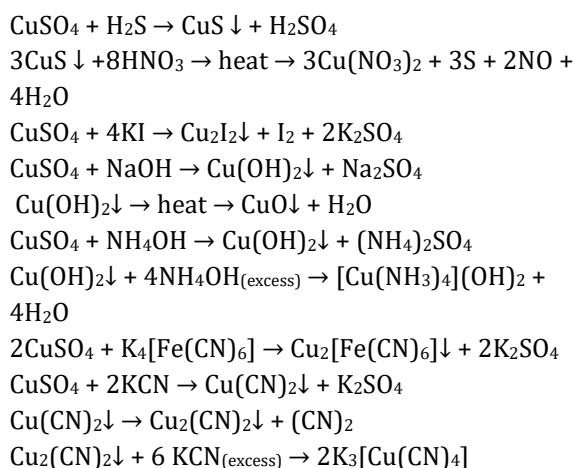 CuSO₄ + H₂S → CuS ↓ + H₂SO₄
3CuS ↓ +8HNO₃ → heat → 3Cu(NO₃)₂ + 3S + 2NO +
4H₂O
CuSO₄ + 4KI → Cu₂I₂↓ + I₂ + 2K₂SO₄
CuSO₄ + NaOH → Cu(OH)₂↓ + Na₂SO₄
Cu(OH)₂↓ → heat → CuO↓ + H₂O
CuSO₄ + NH₄OH → Cu(OH)₂↓ + (NH₄)₂SO₄
Cu(OH)₂↓ + 4NH₄OH(excess) → [Cu(NH₃)₄](OH)₂ +
4H₂O
2CuSO₄ + K₄[Fe(CN)₆] → Cu₂[Fe(CN)₆]↓ + 2K₂SO₄
CuSO₄ + 2KCN → Cu(CN)₂↓ + K₂SO₄
Cu(CN)₂↓ → Cu₂(CN)₂↓ + (CN)₂
Cu₂(CN)₂↓ + 6 KCN(excess) → 2K₃[Cu(CN)₄]